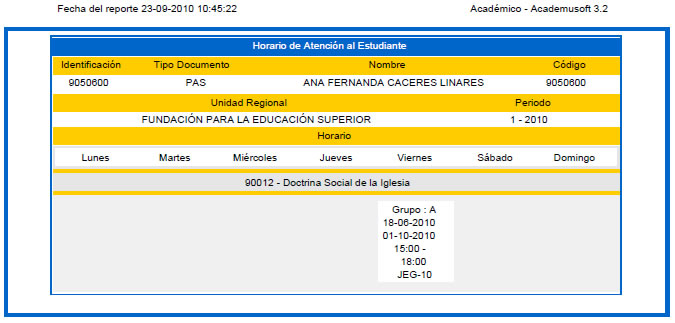 Fecha del reporte 23-09-2010 10:45:22 Académico - Academusoft 3.2
Horario de Atención al Estudiante
Identificación Tipo Documento Nombre Código
9050600 PAS ANA FERNANDA CACERES LINARES 9050600
Unidad Regional Periodo
FUNDACIÓN PARA LA EDUCACIÓN SUPERIOR 1 - 2010
Horario
Lunes Martes Miércoles Jueves Viernes Sábado Domingo
90012 - Doctrina Social de la Iglesia
Grupo : A
18-06-2010
01-10-2010
15:00 -
18:00
JEG-10